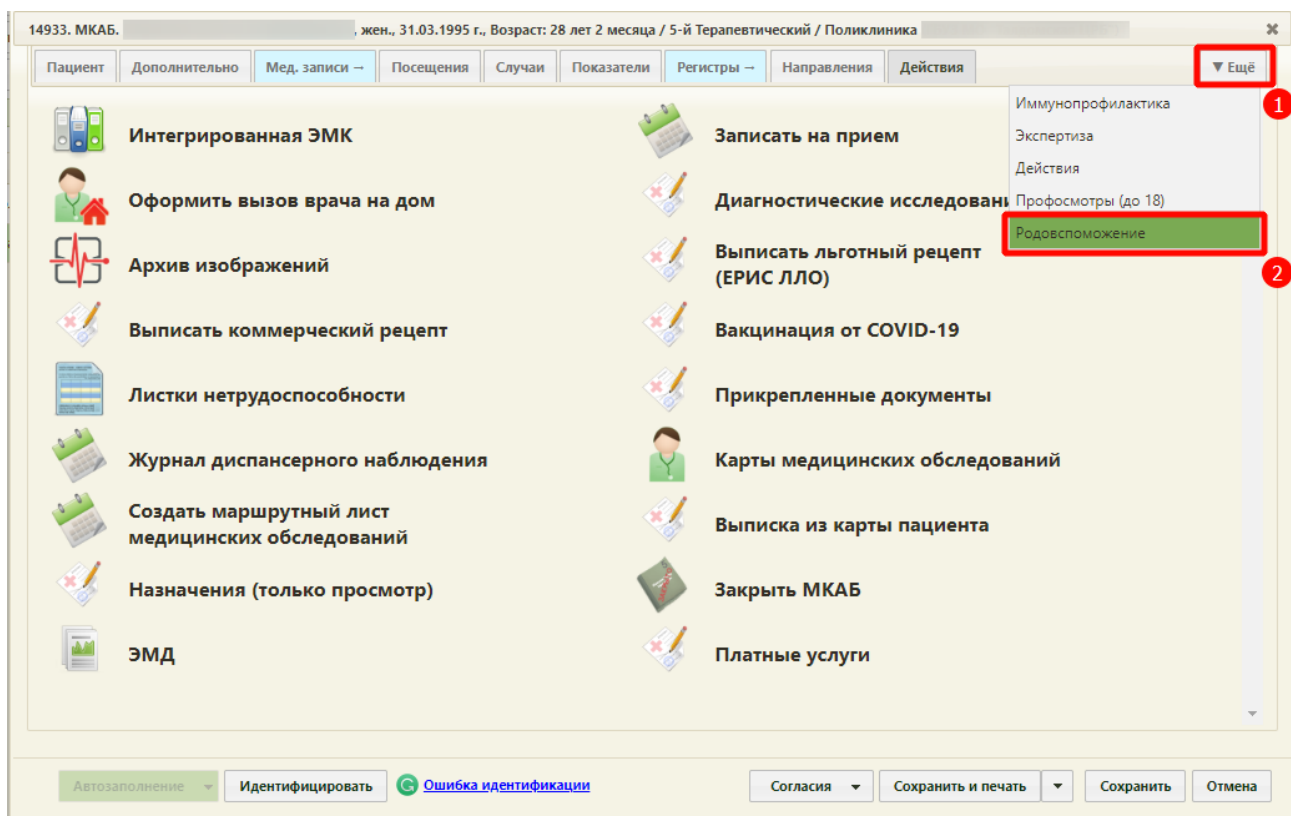 14933. МКАБ. , жен., 31.03.1995 г., Возраст: 28 лет 2 месяца / 5-й Терапевтический / Поликлиника
Пациент Дополнительно Мед. записи → Посещения Случаи Показатели Регистры → Направления Действия ▼ Ещё
1
Иммунопрофилактика
Экспертиза
Действия
Профосмотры (до 18)
Родовспоможение
2
Интегрированная ЭМК
Записать на прием
Оформить вызов врача на дом
Диагностические исследовани
Архив изображений
Выписать льготный рецепт
(ЕРИС ЛЛО)
Выписать коммерческий рецепт
Вакцинация от COVID-19
Листки нетрудоспособности
Прикрепленные документы
Журнал диспансерного наблюдения
Карты медицинских обследований
Создать маршрутный лист
медицинских обследований
Выписка из карты пациента
Назначения (только просмотр)
Закрыть МКАБ
ЭМД
Платные услуги
Автозаполнение Идентифицировать Ошибка идентификации Согласия Сохранить и печать Сохранить Отмена